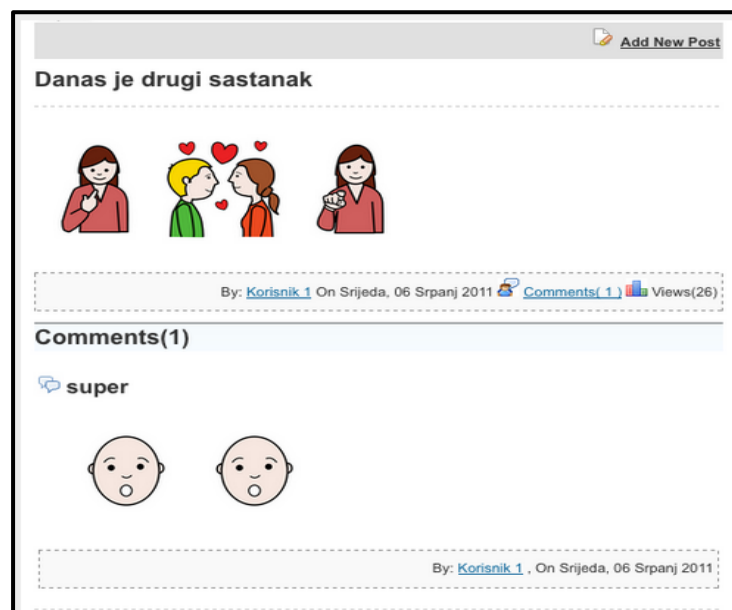 Add New Post
Danas je drugi sastanak
By: Korisnik 1 On Srijeda, 06 Srpanj 2011 Comments( 1 ) Views(26)
Comments(1)
super
By: Korisnik 1 , On Srijeda, 06 Srpanj 2011